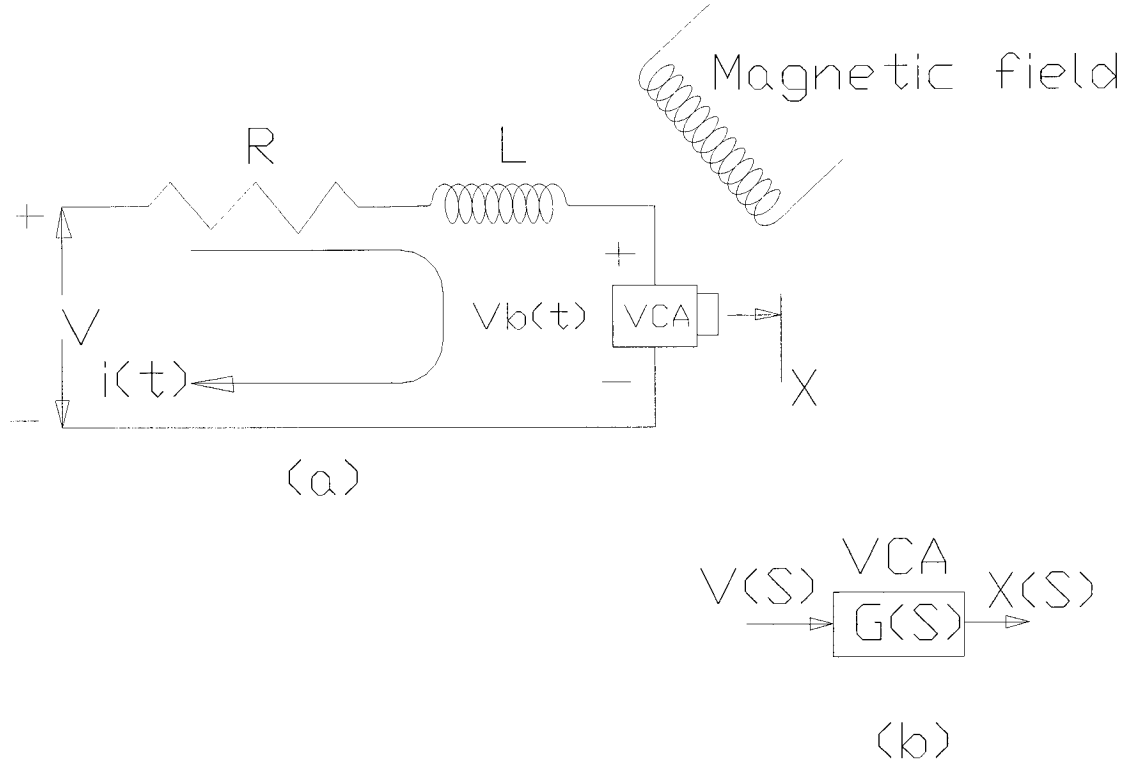 Magnetic field
R
L
+
+
V
Vb(t)
VCA
i(t)
X
−
−
(a)
VCA
V(S)
G(S)
X(S)
(b)